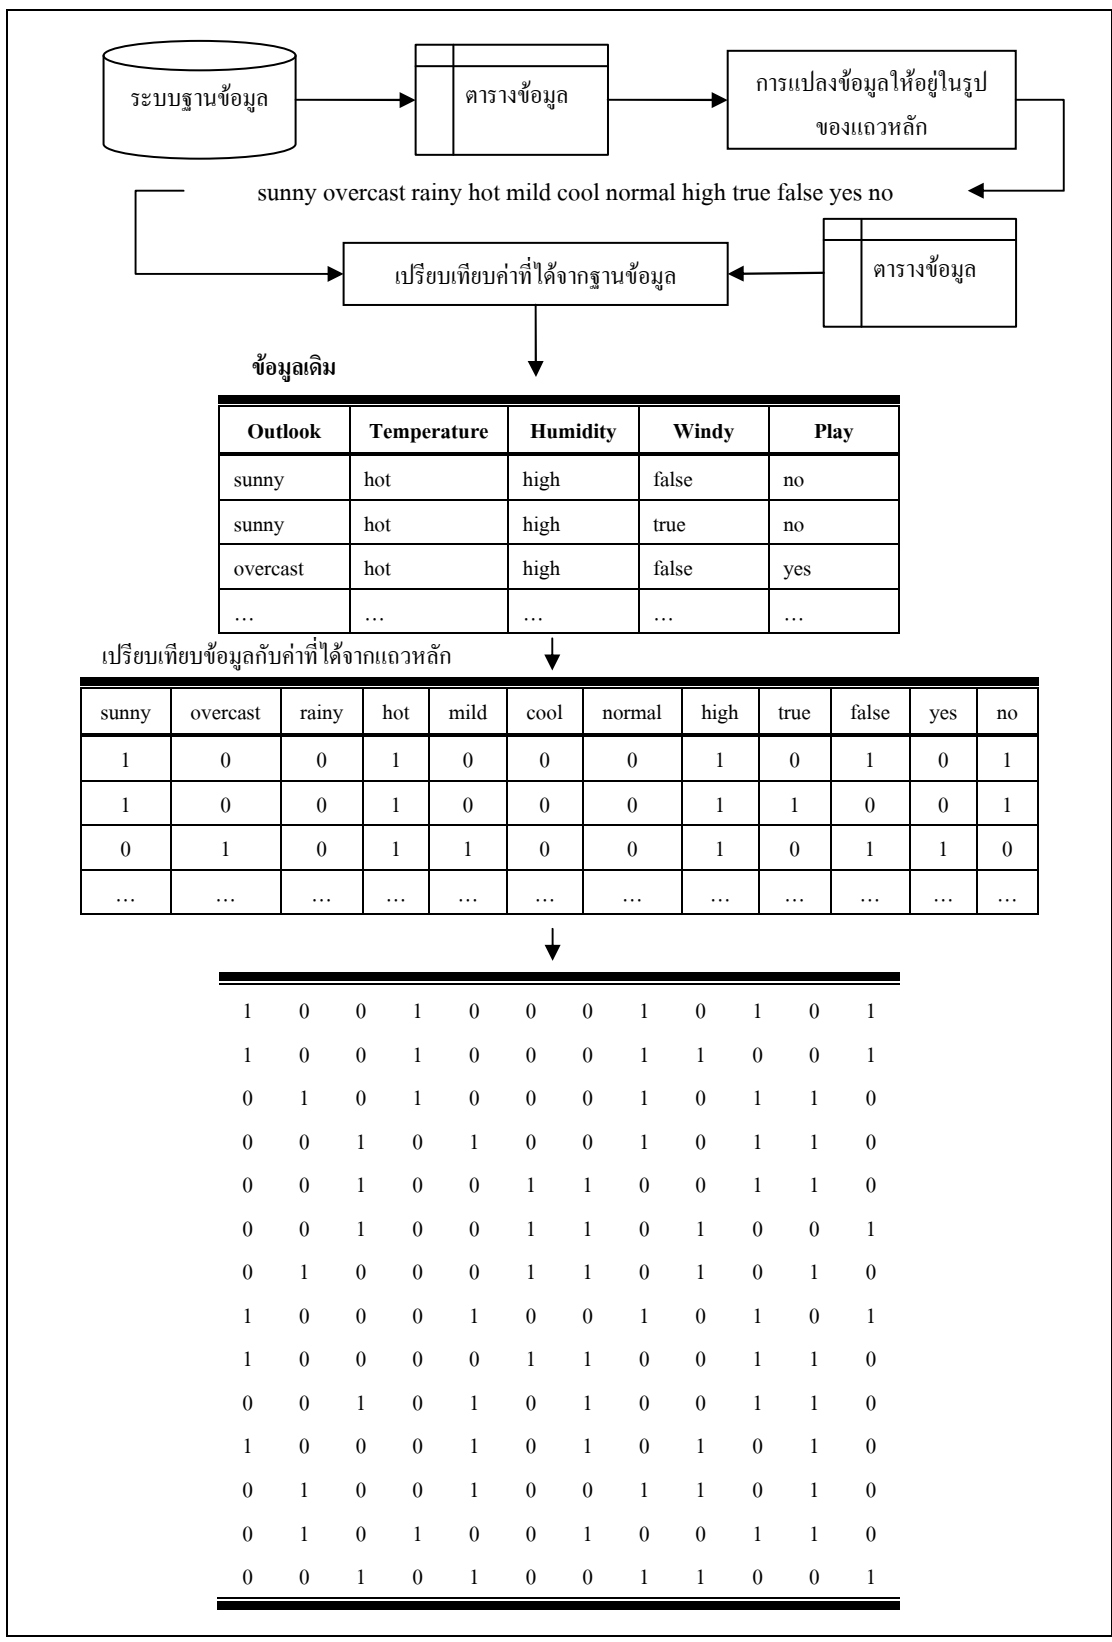 ระบบฐานข้อมูล
ตารางข้อมูล
การแปลงข้อมูลให้อยู่ในรูป
ของแถวหลัก
sunny overcast rainy hot mild cool normal high true false yes no
เปรียบเทียบค่าที่ได้จากฐานข้อมูล
ตารางข้อมูล
ข้อมูลเดิม
Outlook Temperature Humidity Windy Play
sunny hot high false no
sunny hot high true no
overcast hot high false yes
… … … … …
เปรียบเทียบข้อมูลกับค่าที่ได้จากแถวหลัก
sunny overcast rainy hot mild cool normal high true false yes no
1 0 0 1 0 0 0 1 0 1 0 1
1 0 0 1 0 0 0 1 1 0 0 1
0 1 0 1 1 0 0 1 0 1 1 0
… … … … … … … … … … … …
1 0 0 1 0 0 0 1 0 1 0 1
1 0 0 1 0 0 0 1 1 0 0 1
0 1 0 1 0 0 0 1 0 1 1 0
0 0 1 0 1 0 0 1 0 1 1 0
0 0 1 0 0 1 1 0 0 1 1 0
0 0 1 0 0 1 1 0 1 0 0 1
0 1 0 0 0 1 1 0 1 0 1 0
1 0 0 0 1 0 0 1 0 1 0 1
1 0 0 0 0 1 1 0 0 1 1 0
0 0 1 0 1 0 1 0 0 1 1 0
1 0 0 0 1 0 1 0 1 0 1 0
0 1 0 0 1 0 0 1 1 0 1 0
0 1 0 1 0 0 1 0 0 1 1 0
0 0 1 0 1 0 0 1 1 0 0 1